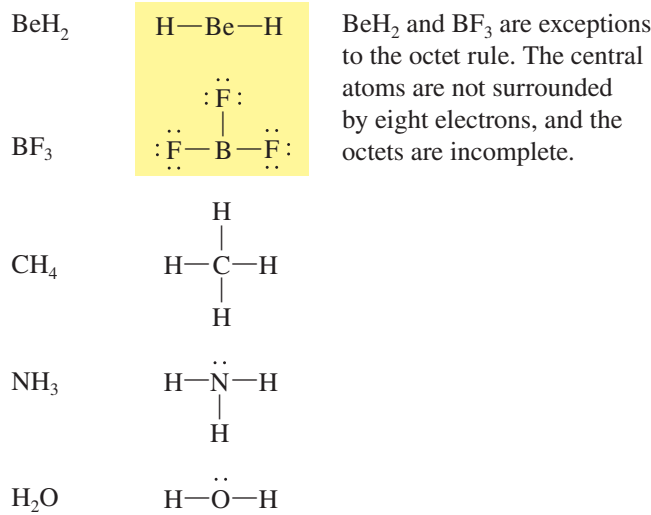 BeH₂ H—Be—H BeH₂ and BF₃ are exceptions
to the octet rule. The central
atoms are not surrounded
by eight electrons, and the
octets are incomplete.
:F:
|
BF₃ :F—B—F:
H
|
CH₄ H—C—H
|
H
NH₃ H—N—H
|
H
H₂O H—O—H